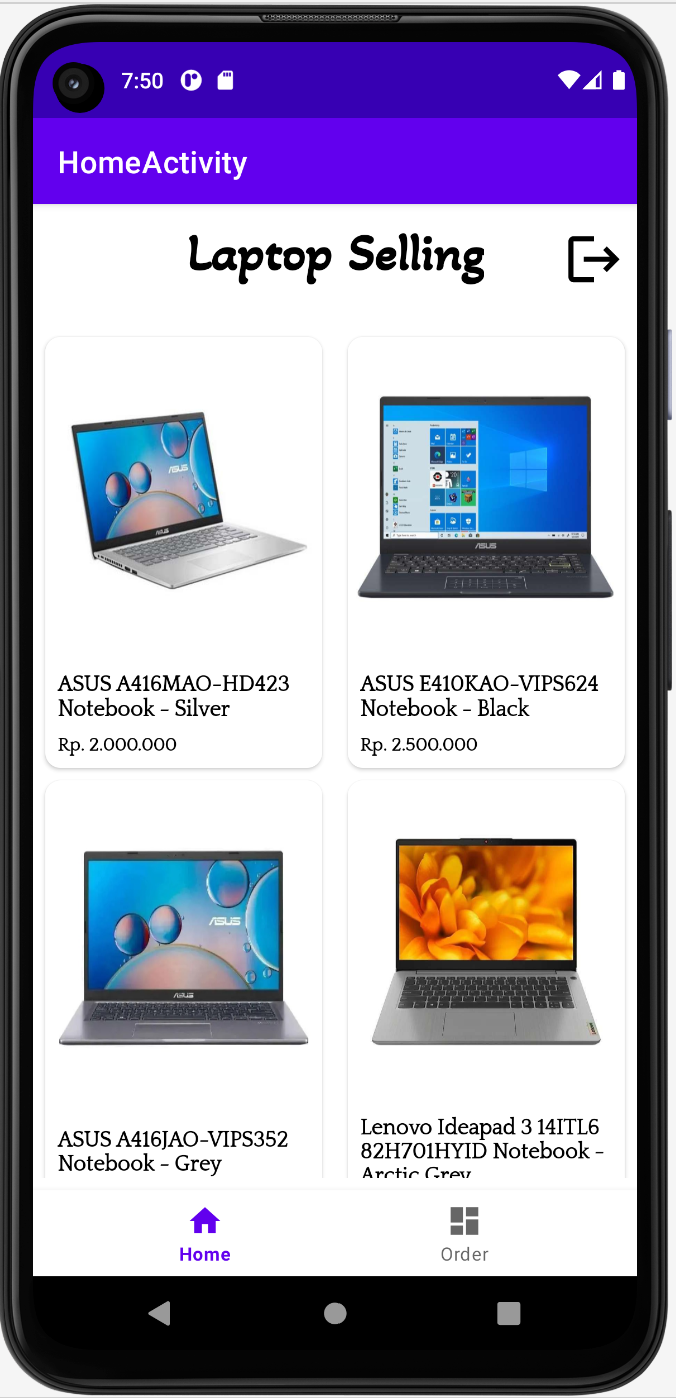 7:50
HomeActivity
Laptop Selling
ASUS
ASUS
ASUS
ASUS A416MAO-HD423
Notebook - Silver
Rp. 2.000.000
ASUS E410KAO-VIPS624
Notebook - Black
Rp. 2.500.000
ASUS
ASUS
ASUS A416JAO-VIPS352
Notebook - Grey
Lenovo Ideapad 3 14ITL6
82H701HYID Notebook -
Arctic Grey
Home
Order